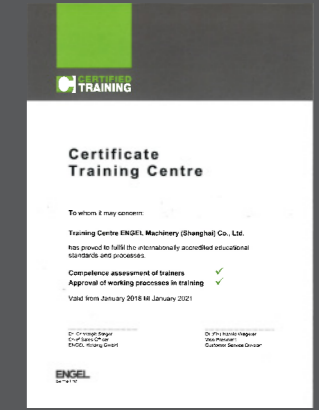 CERTIFIED
TRAINING
Certificate
Training Centre
To whom it may concern:
Training Centre ENGEL Machinery (Shanghai) Co., Ltd.
has proved to fulfil the internationally accredited educational
standards and processes.
Competence assessment of trainers
Approval of working processes in training
Valid from January 2018 till January 2021
Chief Sales Officer
ENGEL Holding GmbH
Vice President
Customer Service Division
ENGEL
be the first